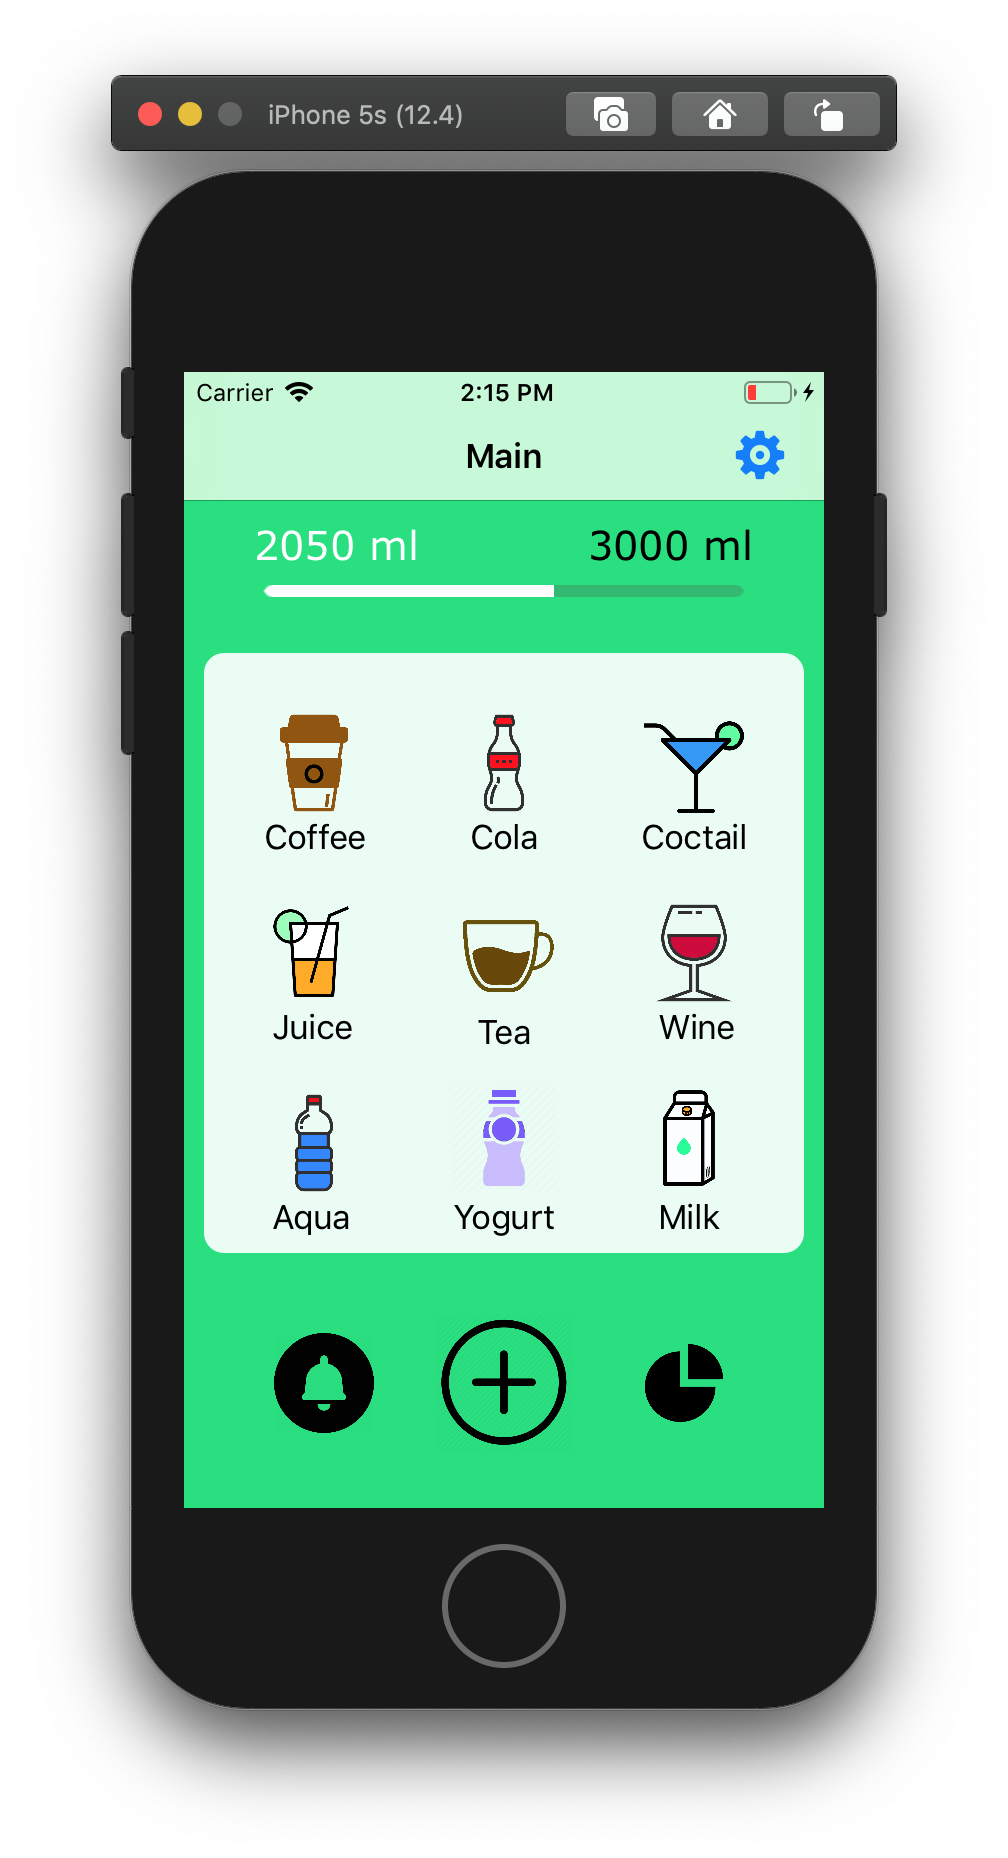 iPhone 5s (12.4)
Carrier 2:15 PM
Main
2050 ml 3000 ml
Coffee Cola Coctail
Juice Tea Wine
Aqua Yogurt Milk